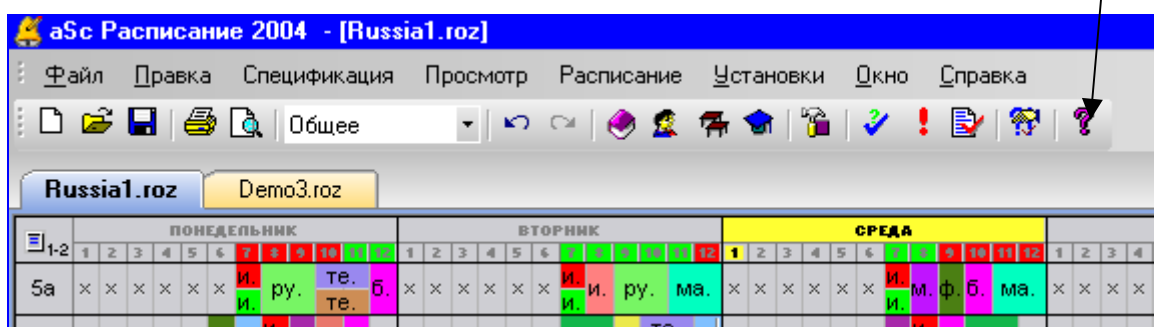 aSc Расписание 2004 - [Russia1.roz]
Файл Правка Спецификация Просмотр Расписание Установки Окно Справка
Общее
Russia1.roz Demo3.roz
ПОНЕДЕЛЬНИК ВТОРНИК СРЕДА
1-2 1 2 3 4 5 6 7 8 9 10 11 12 1 2 3 4 5 6 7 8 9 10 11 12 1 2 3 4 5 6 7 8 9 10 11 12 1 2 3 4
5а × × × × × × и. ру. те. б. × × × × × × и. и. ру. ма. × × × × × × и. м. ф. б. ма. × × × ×
и. те. и. и.